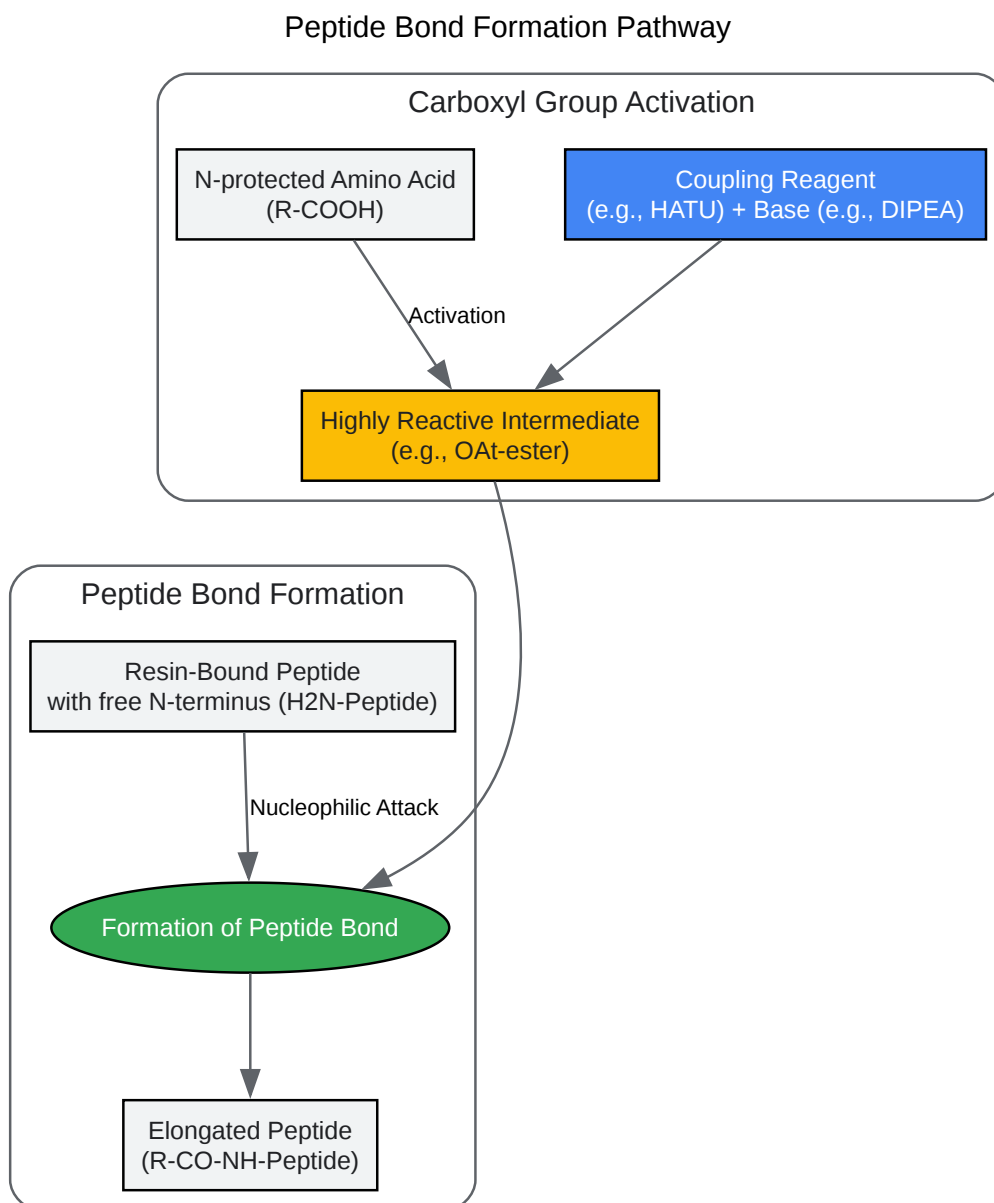 Peptide Bond Formation Pathway
Carboxyl Group Activation
N-protected Amino Acid
(R-COOH)
Coupling Reagent
(e.g., HATU) + Base (e.g., DIPEA)
Activation
Highly Reactive Intermediate
(e.g., OAt-ester)
Peptide Bond Formation
Resin-Bound Peptide
with free N-terminus (H2N-Peptide)
Nucleophilic Attack
Formation of Peptide Bond
Elongated Peptide
(R-CO-NH-Peptide)